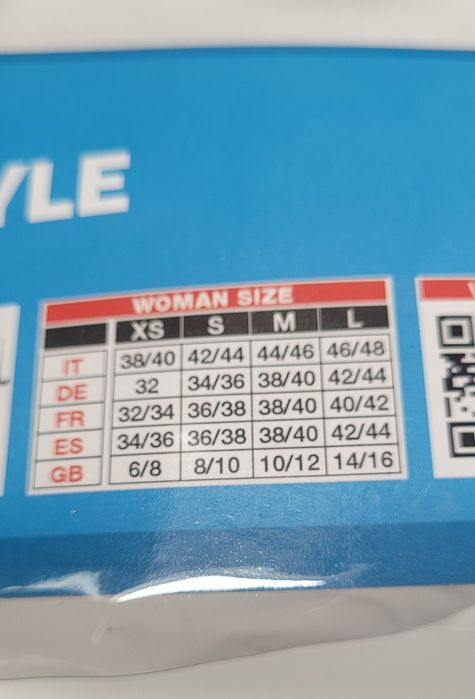 YLE
WOMAN SIZE
XS S M L
IT 38/40 42/44 44/46 46/48
DE 32 34/36 38/40 42/44
FR 32/34 36/38 38/40 40/42
ES 34/36 36/38 38/40 42/44
GB 6/8 8/10 10/12 14/16